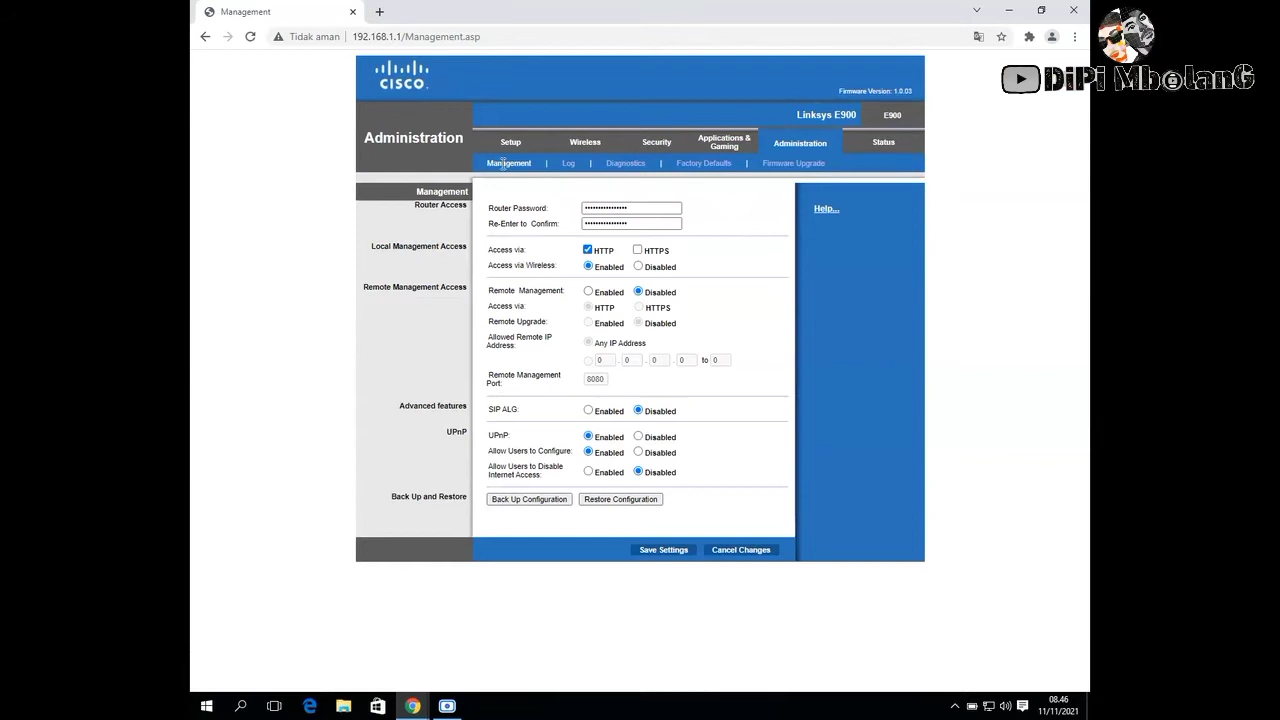 Management
Tidak aman
192.168.1.1/Management.asp
DiPi MbolanG
CISCO
Firmware Version: 1.0.03
Linksys E900
E900
Administration
Setup
Wireless
Security
Applications &
Gaming
Administration
Status
Management | Log | Diagnostics | Factory Defaults | Firmware Upgrade
Management
Router Access
Router Password:
••••••••••••••••
Re-Enter to Confirm:
••••••••••••••••
Help...
Local Management Access
Access via:
HTTP
HTTPS
Access via Wireless:
Enabled
Disabled
Remote Management Access
Remote Management:
Enabled
Disabled
Access via:
HTTP
HTTPS
Remote Upgrade:
Enabled
Disabled
Allowed Remote IP
Address:
Any IP Address
0 . 0 . 0 . 0 to 0
Remote Management
Port:
8080
Advanced features
SIP ALG:
Enabled
Disabled
UPnP
UPnP:
Enabled
Disabled
Allow Users to Configure:
Enabled
Disabled
Allow Users to Disable
Internet Access:
Enabled
Disabled
Back Up and Restore
Back Up Configuration
Restore Configuration
Save Settings
Cancel Changes
08.46
11/11/2021